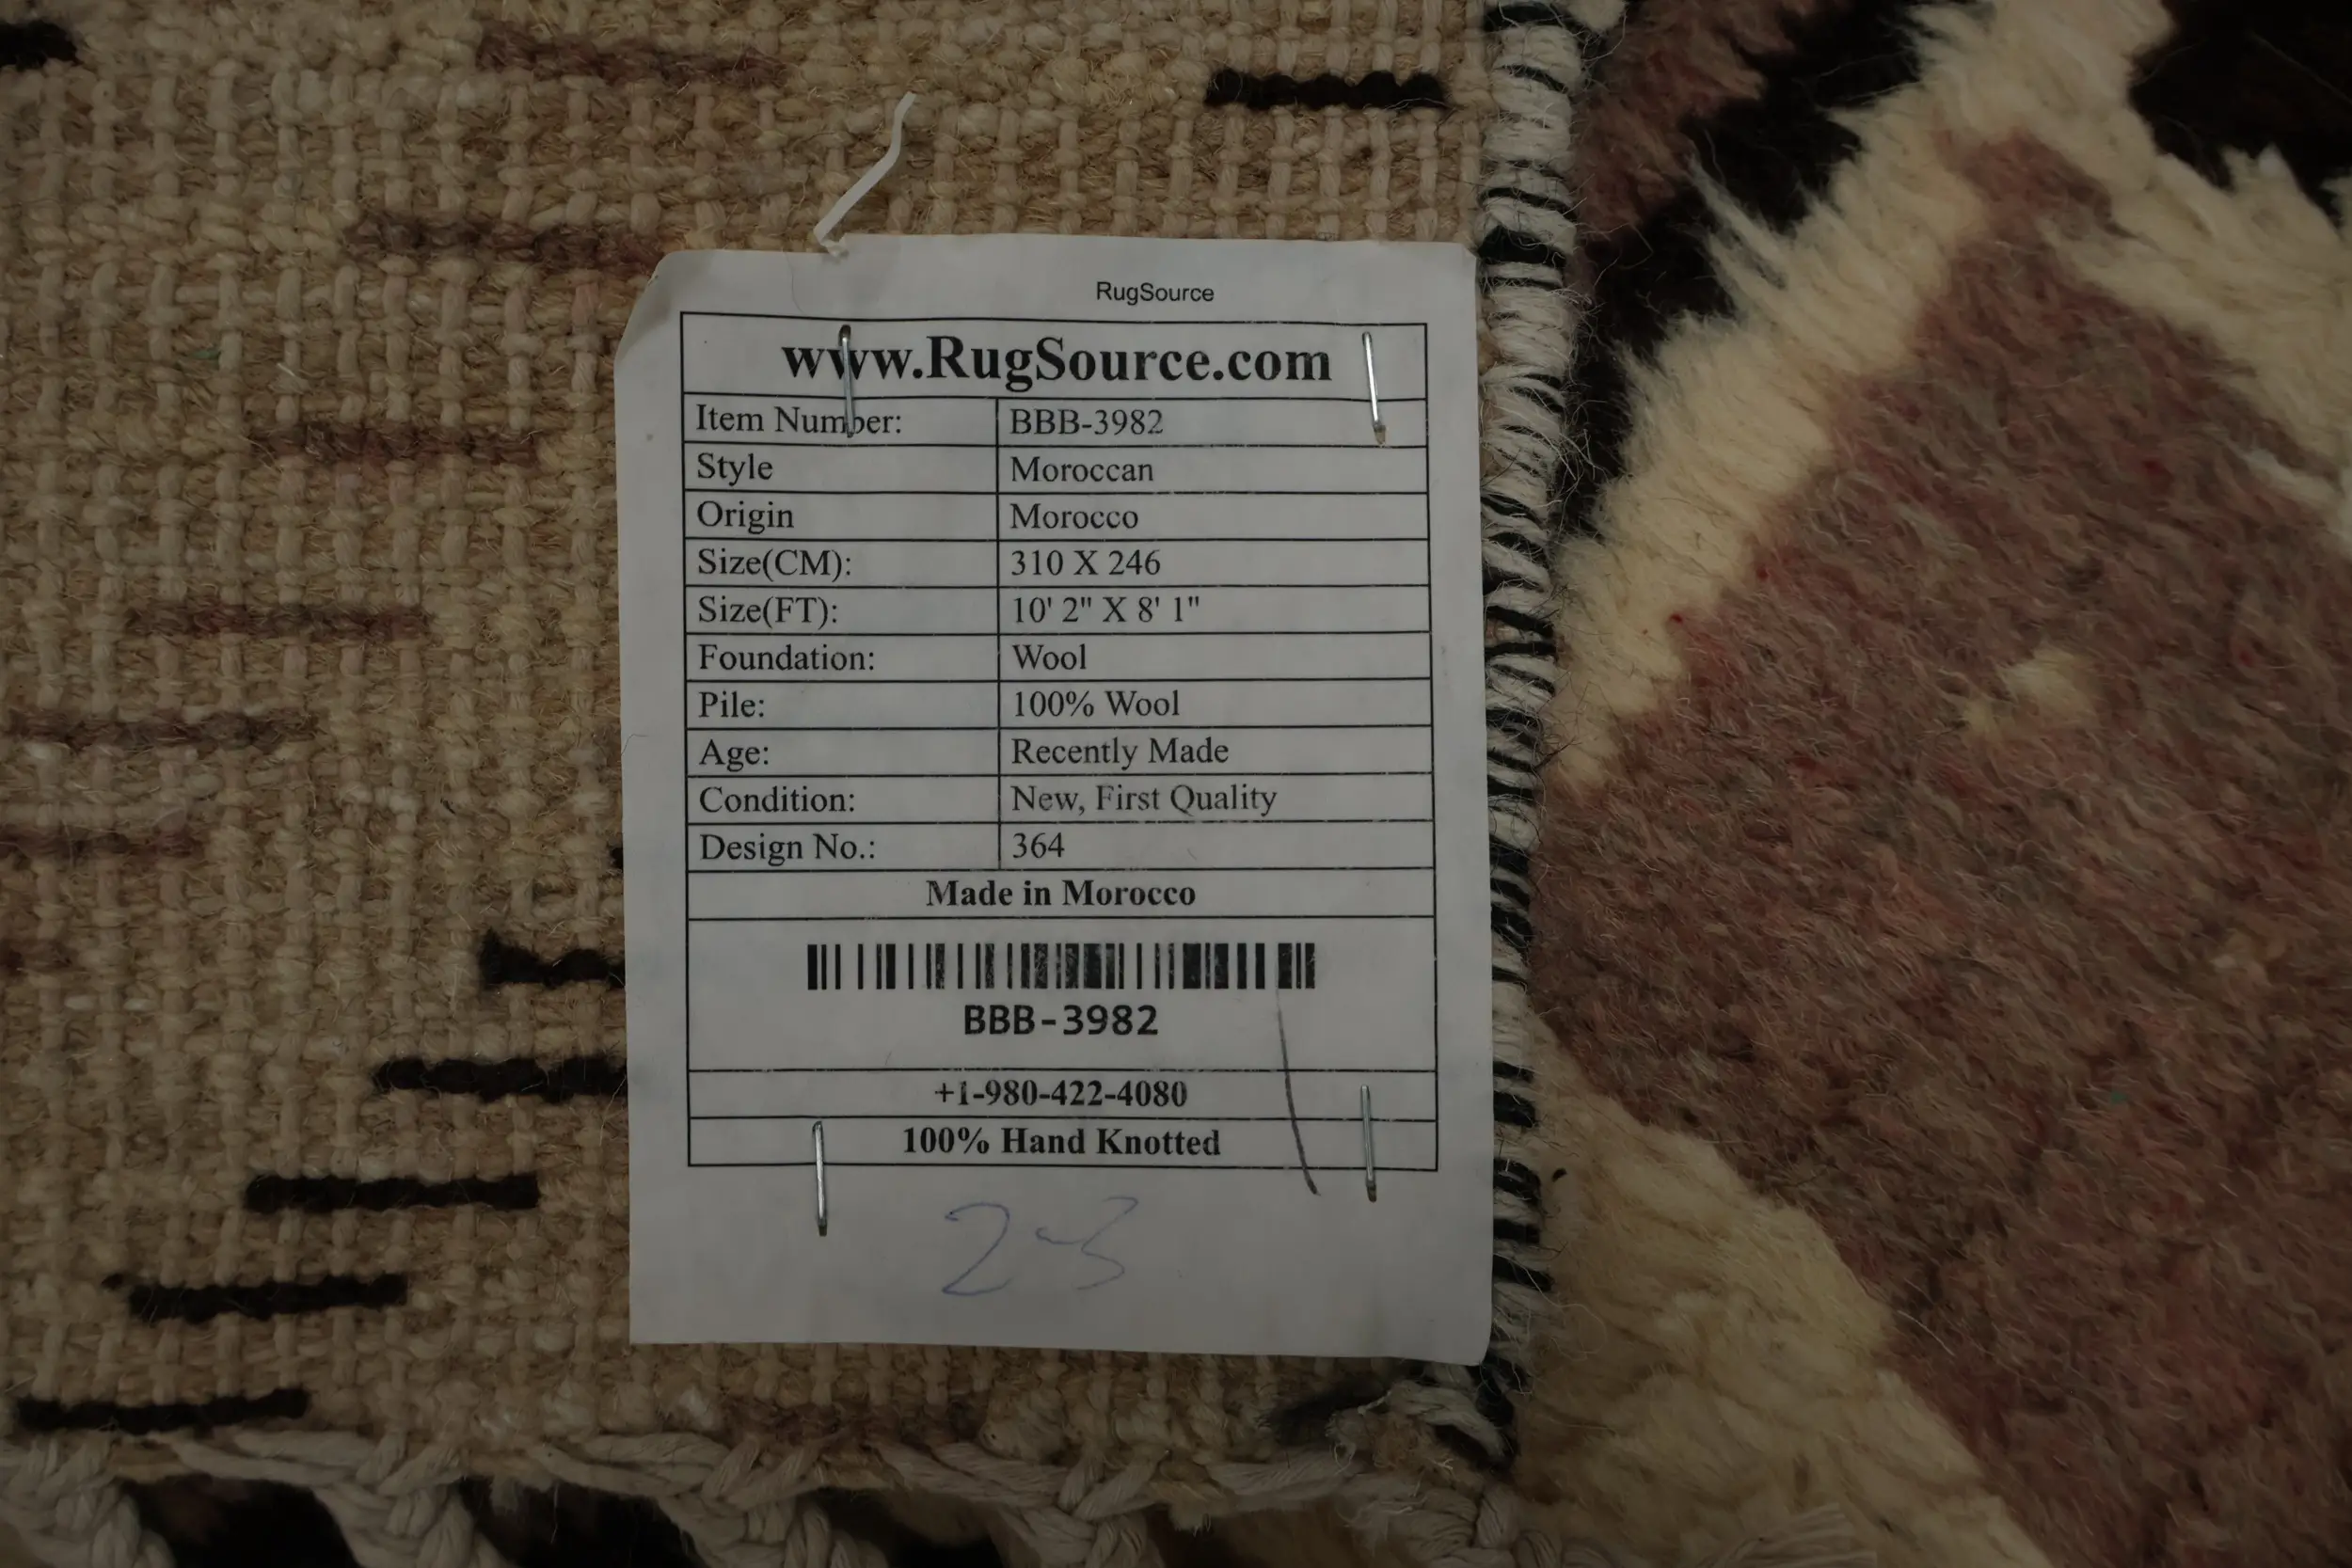 RugSource
www.RugSource.com
Item Number: BBB-3982
Style Moroccan
Origin Morocco
Size(CM): 310 X 246
Size(FT): 10' 2" X 8' 1"
Foundation: Wool
Pile: 100% Wool
Age: Recently Made
Condition: New, First Quality
Design No.: 364
Made in Morocco
BBB-3982
+1-980-422-4080
100% Hand Knotted
2-3